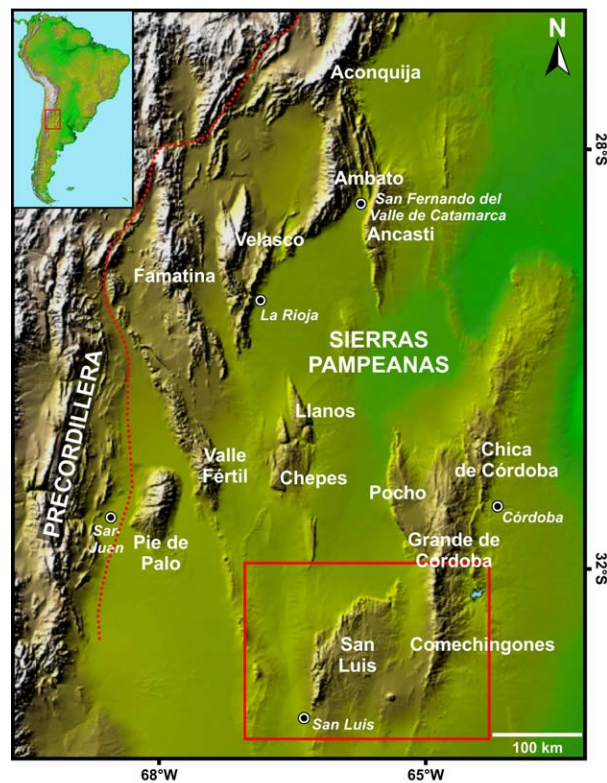 N
Aconquija
28°S
Ambato
San Fernando del
Valle de Catamarca
Ancasti
Velasco
Famatina
La Rioja
SIERRAS
PAMPEANAS
PRECORDILLERA
Llanos
Valle
Fértil
Chepes
Chica
de Córdoba
Pocho
Córdoba
San
Juan
Pie de
Palo
Grande de
Córdoba
32°S
San
Luis
Comechingones
San Luis
100 km
68°W
65°W